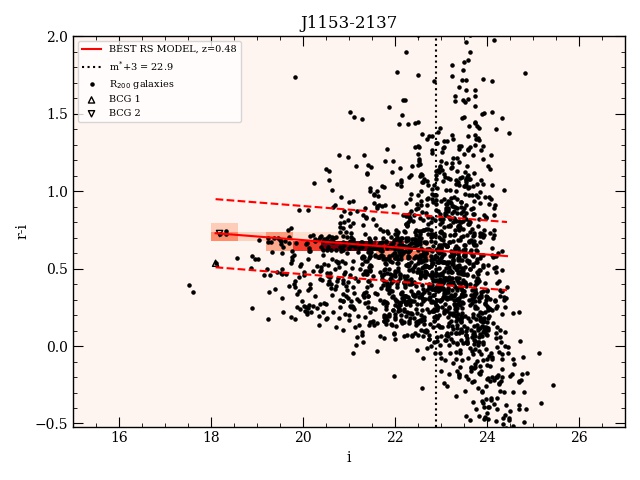 J1153-2137
BEST RS MODEL, z=0.48
m*+3 = 22.9
R200 galaxies
BCG 1
BCG 2
2.0
1.5
1.0
0.5
0.0
−0.5
r-i
16 18 20 22 24 26
i